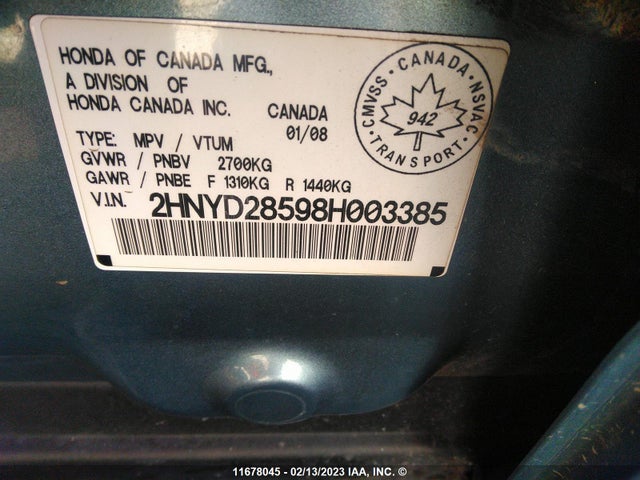 HONDA OF CANADA MFG.,
A DIVISION OF
HONDA CANADA INC. CANADA
01/08
TYPE: MPV / VTUM
GVWR / PNBV 2700KG
GAWR / PNBE F 1310KG R 1440KG
V.I.N. 2HNYD28598H003385
CMVSS · CANADA · NSVAC
942
TRANSPORT
11678045 - 02/13/2023 IAA, INC. ©